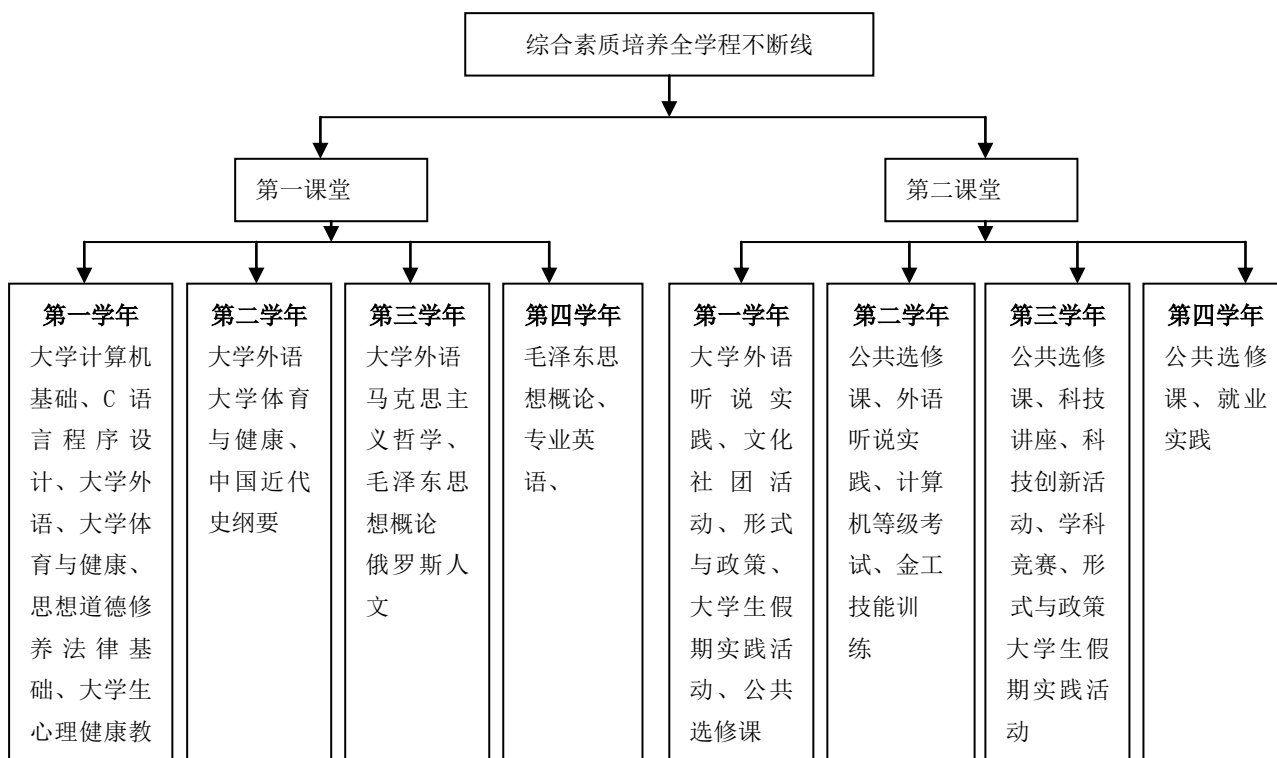 综合素质培养全学程不断线
第一课堂
第二课堂
第一学年
大学计算机
基础、C 语
言程序设
计、大学外
语、大学体
育与健康、
思想道德修
养法律基
础、大学生
心理健康教
第二学年
大学外语
大学体育
与健康、
中国近代
史纲要
第三学年
大学外语
马克思主
义哲学、
毛泽东思
想概论
俄罗斯人
文
第四学年
毛泽东思
想概论、
专业英
语、
第一学年
大学外语
听说实
践、文化
社团活
动、形式
与政策、
大学生假
期实践活
动、公共
选修课
第二学年
公共选修
课、外语
听说实
践、计算
机等级考
试、金工
技能训
练
第三学年
公共选修
课、科技
讲座、科
技创新活
动、学科
竞赛、形
式与政策
大学生假
期实践活
动
第四学年
公共选修
课、就业
实践